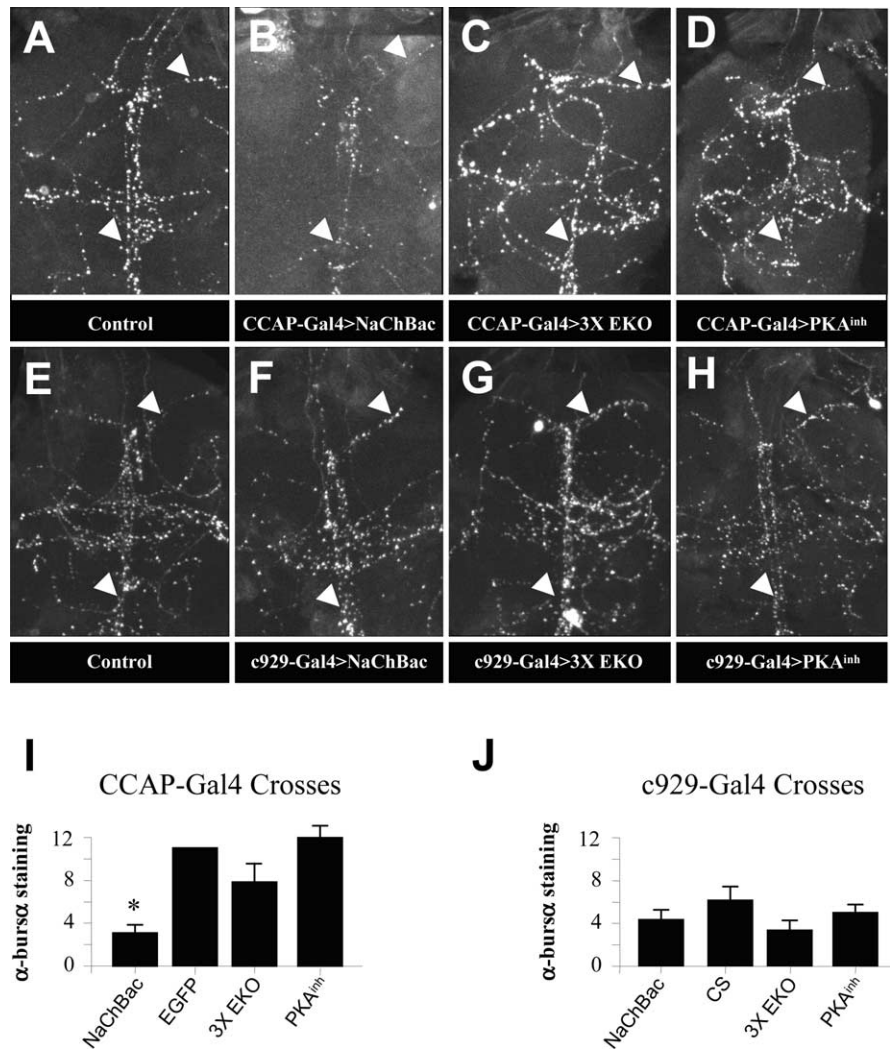 A B C D
Control CCAP-Gal4>NaChBac CCAP-Gal4>3X EKO CCAP-Gal4>PKAinh
E F G H
Control c929-Gal4>NaChBac c929-Gal4>3X EKO c929-Gal4>PKAinh
I
CCAP-Gal4 Crosses
α-bursα staining
12
8
4
0
*
NaChBac
EGFP
3X EKO
PKAinh
J
c929-Gal4 Crosses
α-bursα staining
12
8
4
0
NaChBac
CS
3X EKO
PKAinh